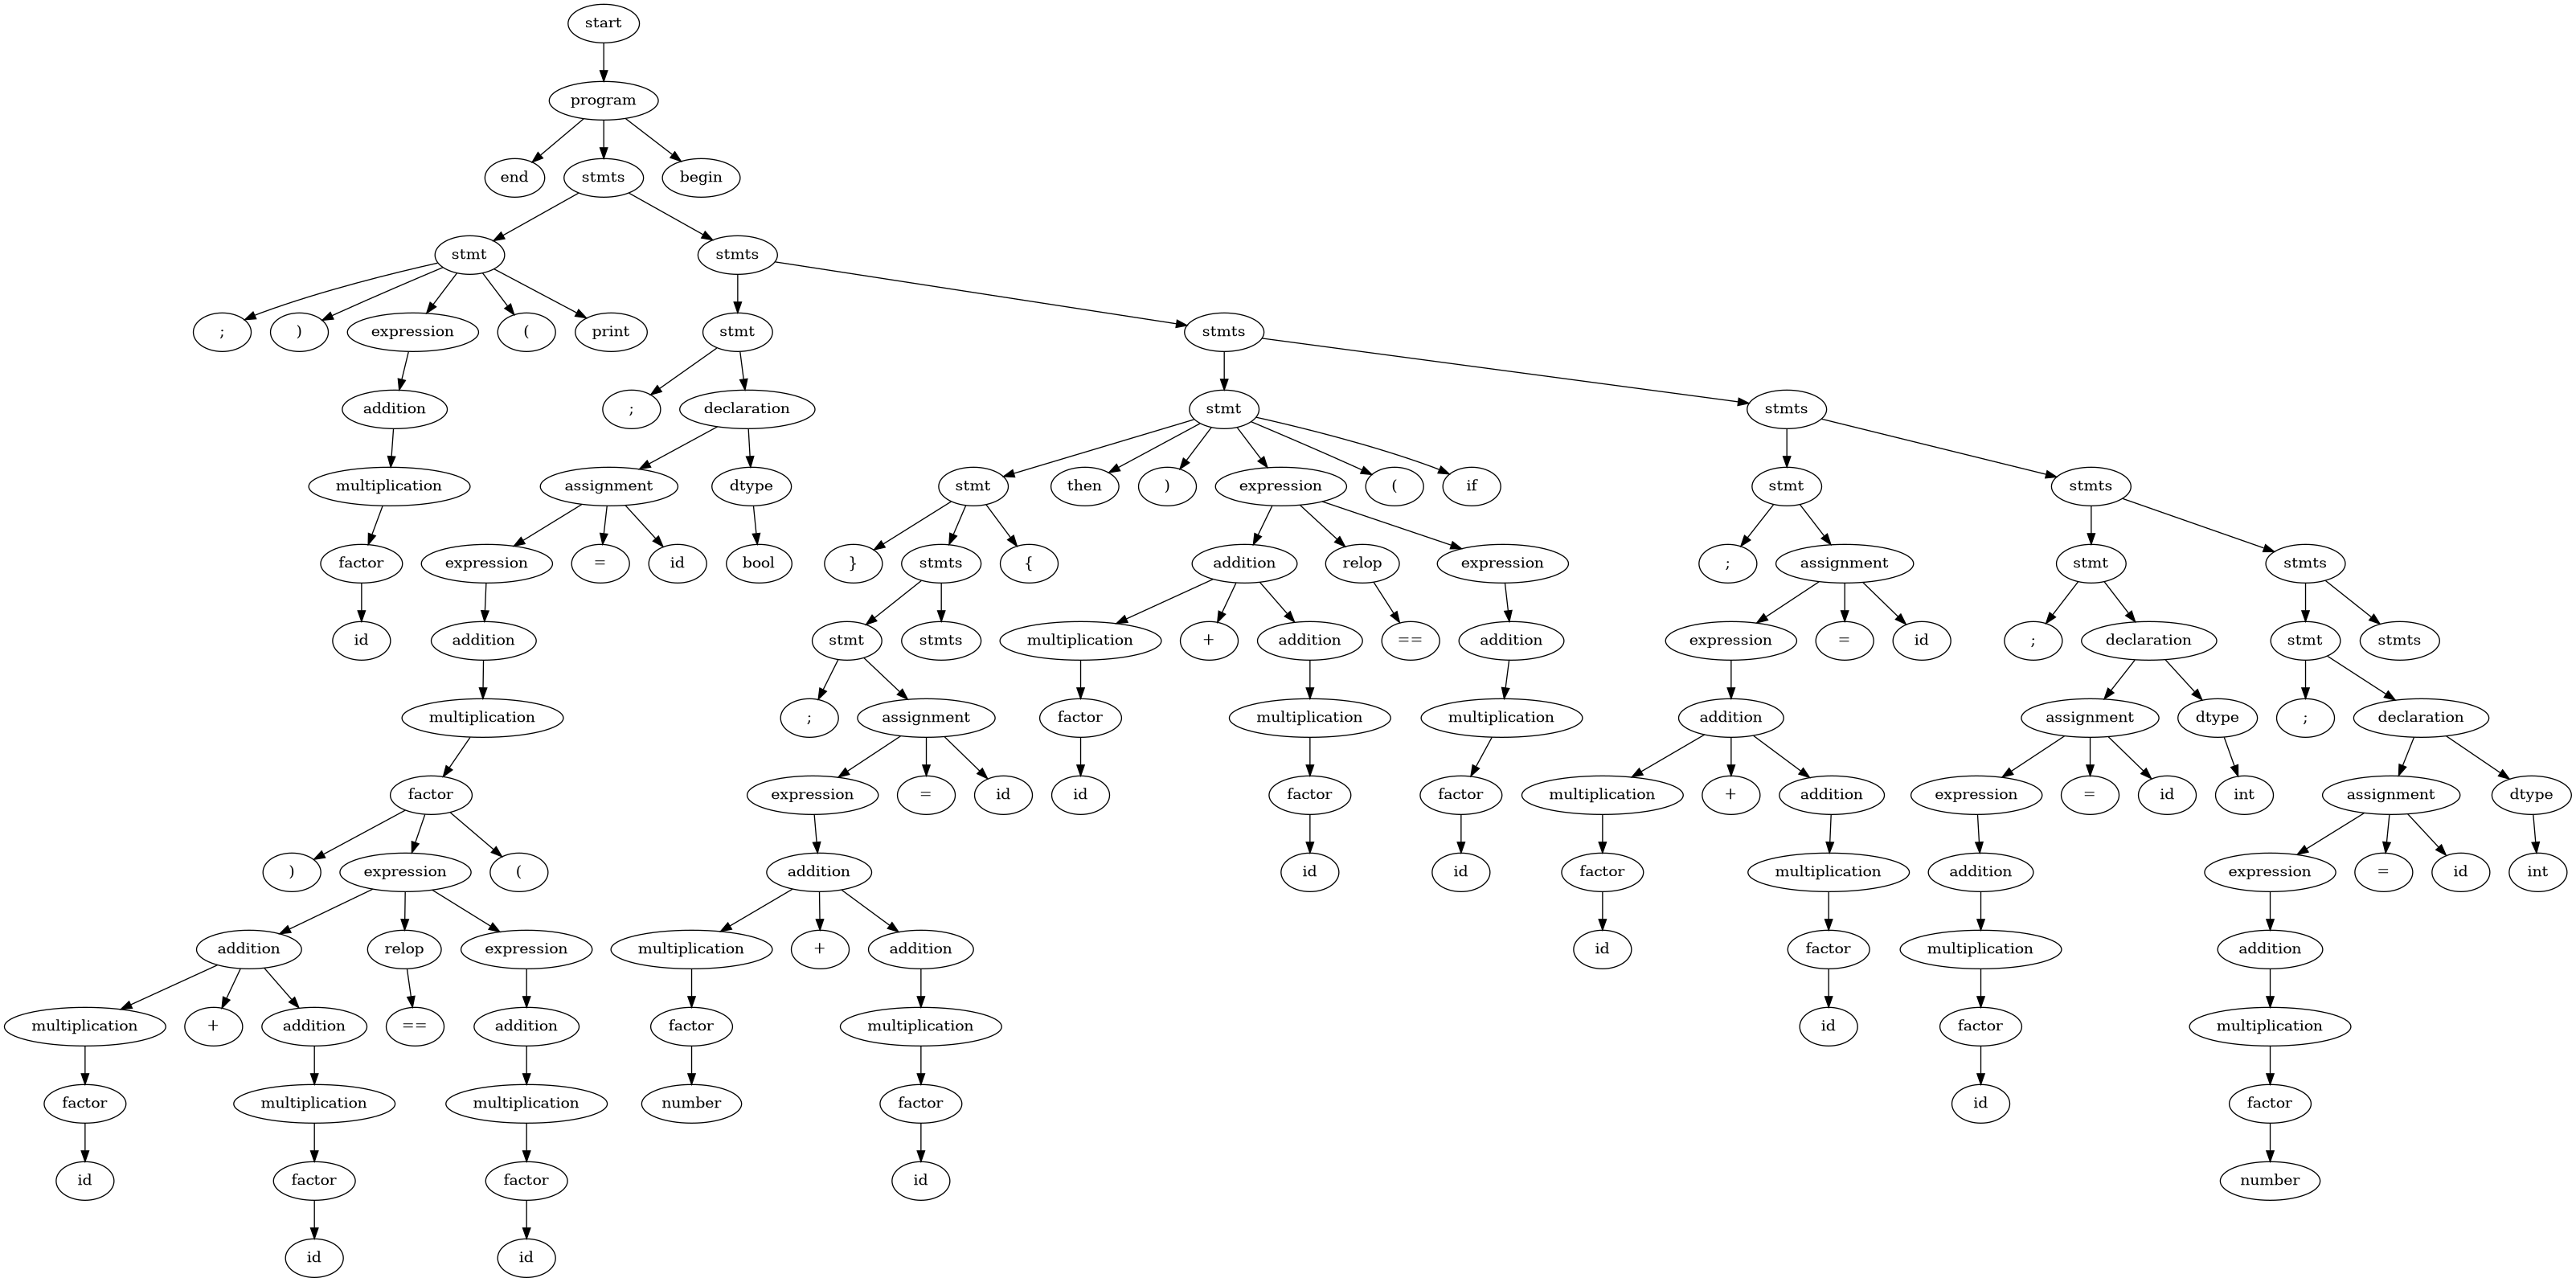 start
program
end stmts begin
stmt stmts
; ) expression ( print stmt stmts
addition ; declaration stmt stmts
multiplication assignment dtype stmt then ) expression ( if stmt stmts
factor expression = id bool } stmts { addition relop expression ; assignment stmt stmts
id addition stmt stmts multiplication + addition == addition expression = id ; declaration stmt stmts
multiplication ; assignment factor multiplication multiplication addition assignment dtype ; declaration
factor expression = id id factor factor multiplication + addition expression = id int assignment dtype
) expression ( addition id id factor multiplication addition expression = id int
addition relop expression multiplication + addition id factor multiplication addition
multiplication + addition == addition factor multiplication id factor multiplication
factor multiplication multiplication number factor id factor
id factor factor id number
id id